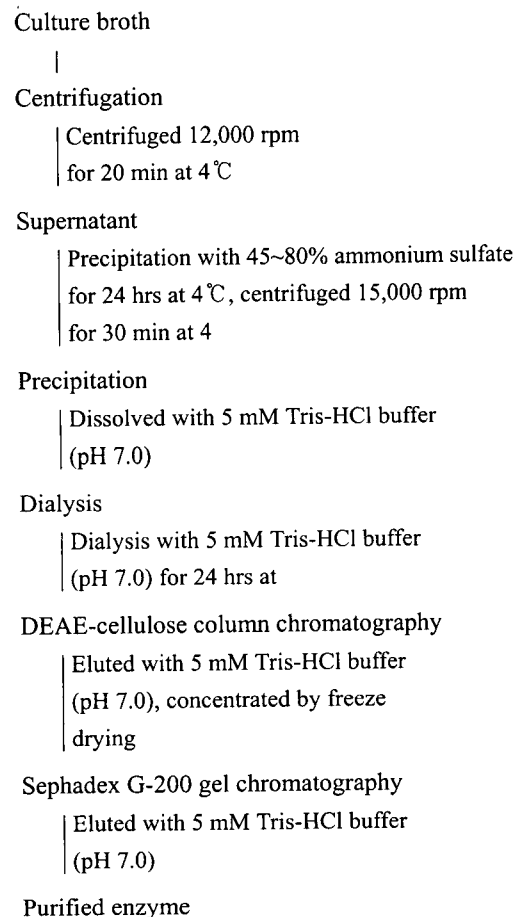 Culture broth
Centrifugation
Centrifuged 12,000 rpm
for 20 min at 4℃
Supernatant
Precipitation with 45~80% ammonium sulfate
for 24 hrs at 4℃, centrifuged 15,000 rpm
for 30 min at 4
Precipitation
Dissolved with 5 mM Tris-HCl buffer
(pH 7.0)
Dialysis
Dialysis with 5 mM Tris-HCl buffer
(pH 7.0) for 24 hrs at
DEAE-cellulose column chromatography
Eluted with 5 mM Tris-HCl buffer
(pH 7.0), concentrated by freeze
drying
Sephadex G-200 gel chromatography
Eluted with 5 mM Tris-HCl buffer
(pH 7.0)
Purified enzyme